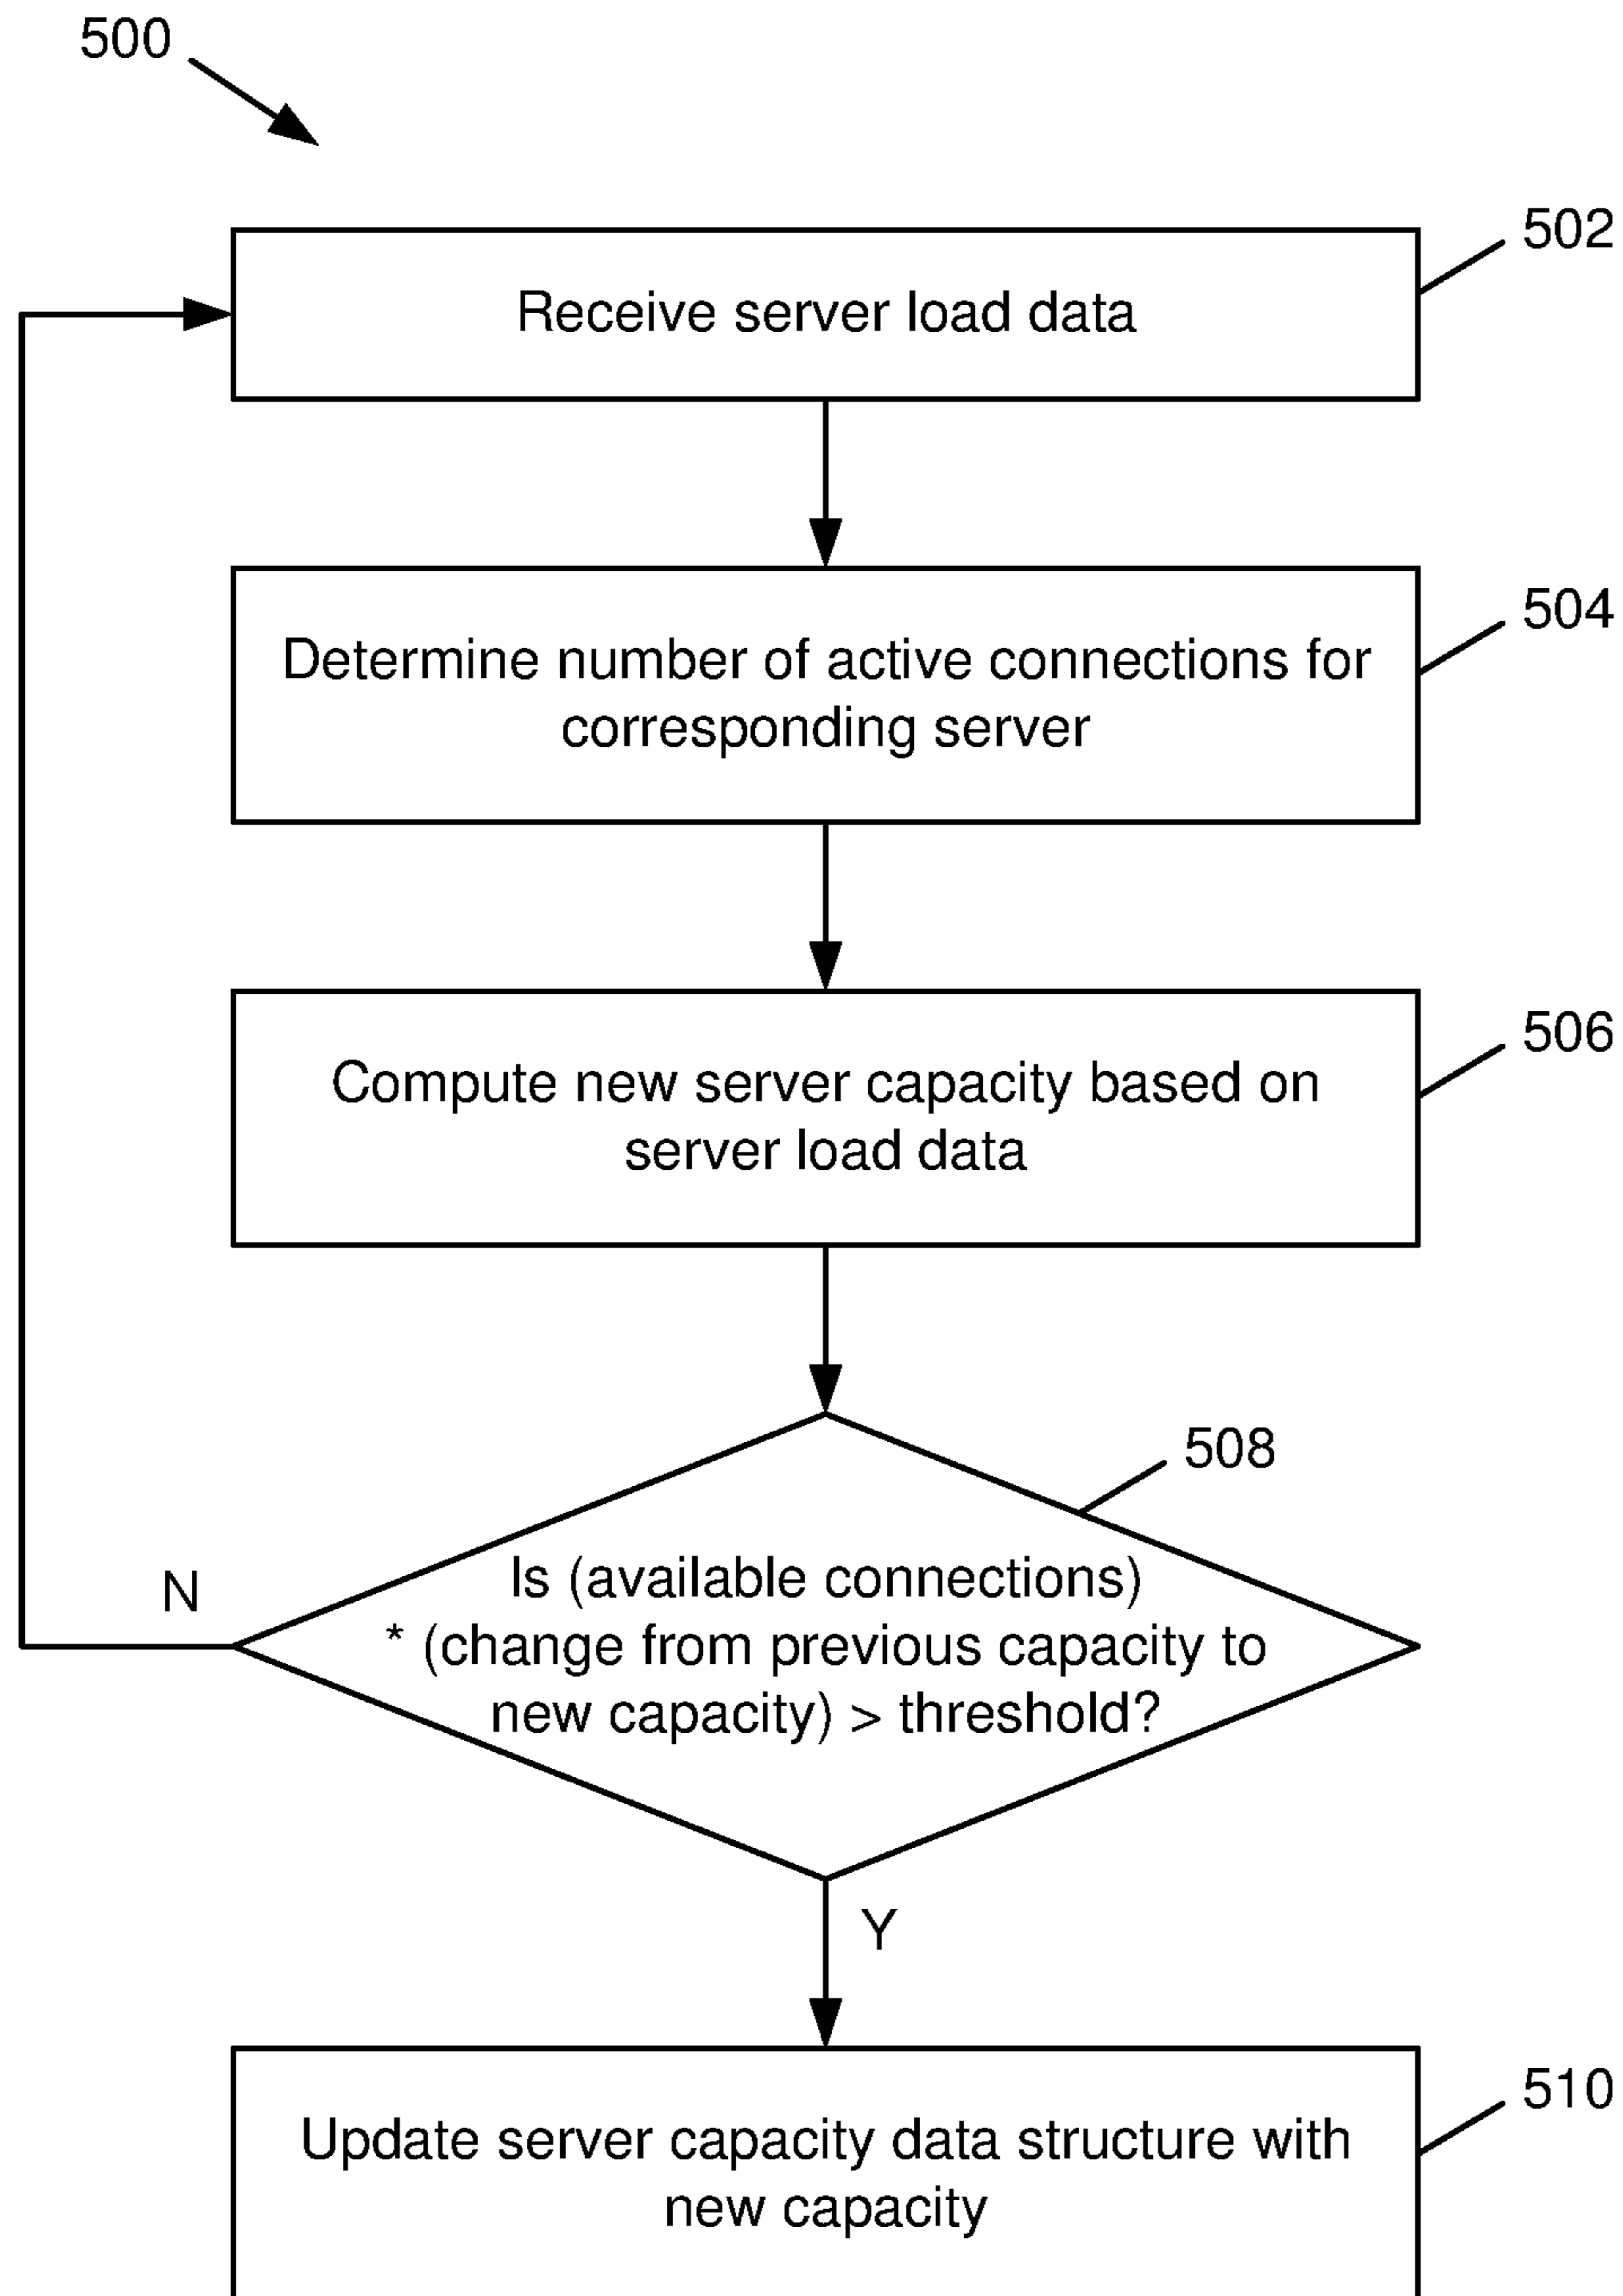 500
502
Receive server load data
504
Determine number of active connections for
corresponding server
506
Compute new server capacity based on
server load data
508
Is (available connections)
* (change from previous capacity to
new capacity) > threshold?
N
Y
510
Update server capacity data structure with
new capacity